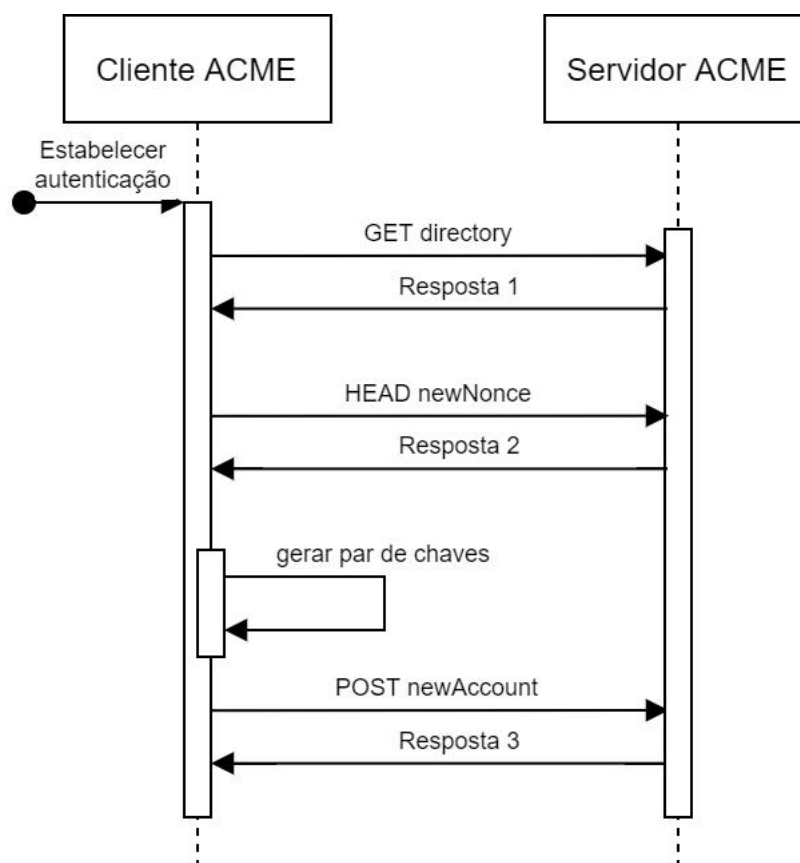 Cliente ACME
Servidor ACME
Estabelecer
autenticação
GET directory
Resposta 1
HEAD newNonce
Resposta 2
gerar par de chaves
POST newAccount
Resposta 3